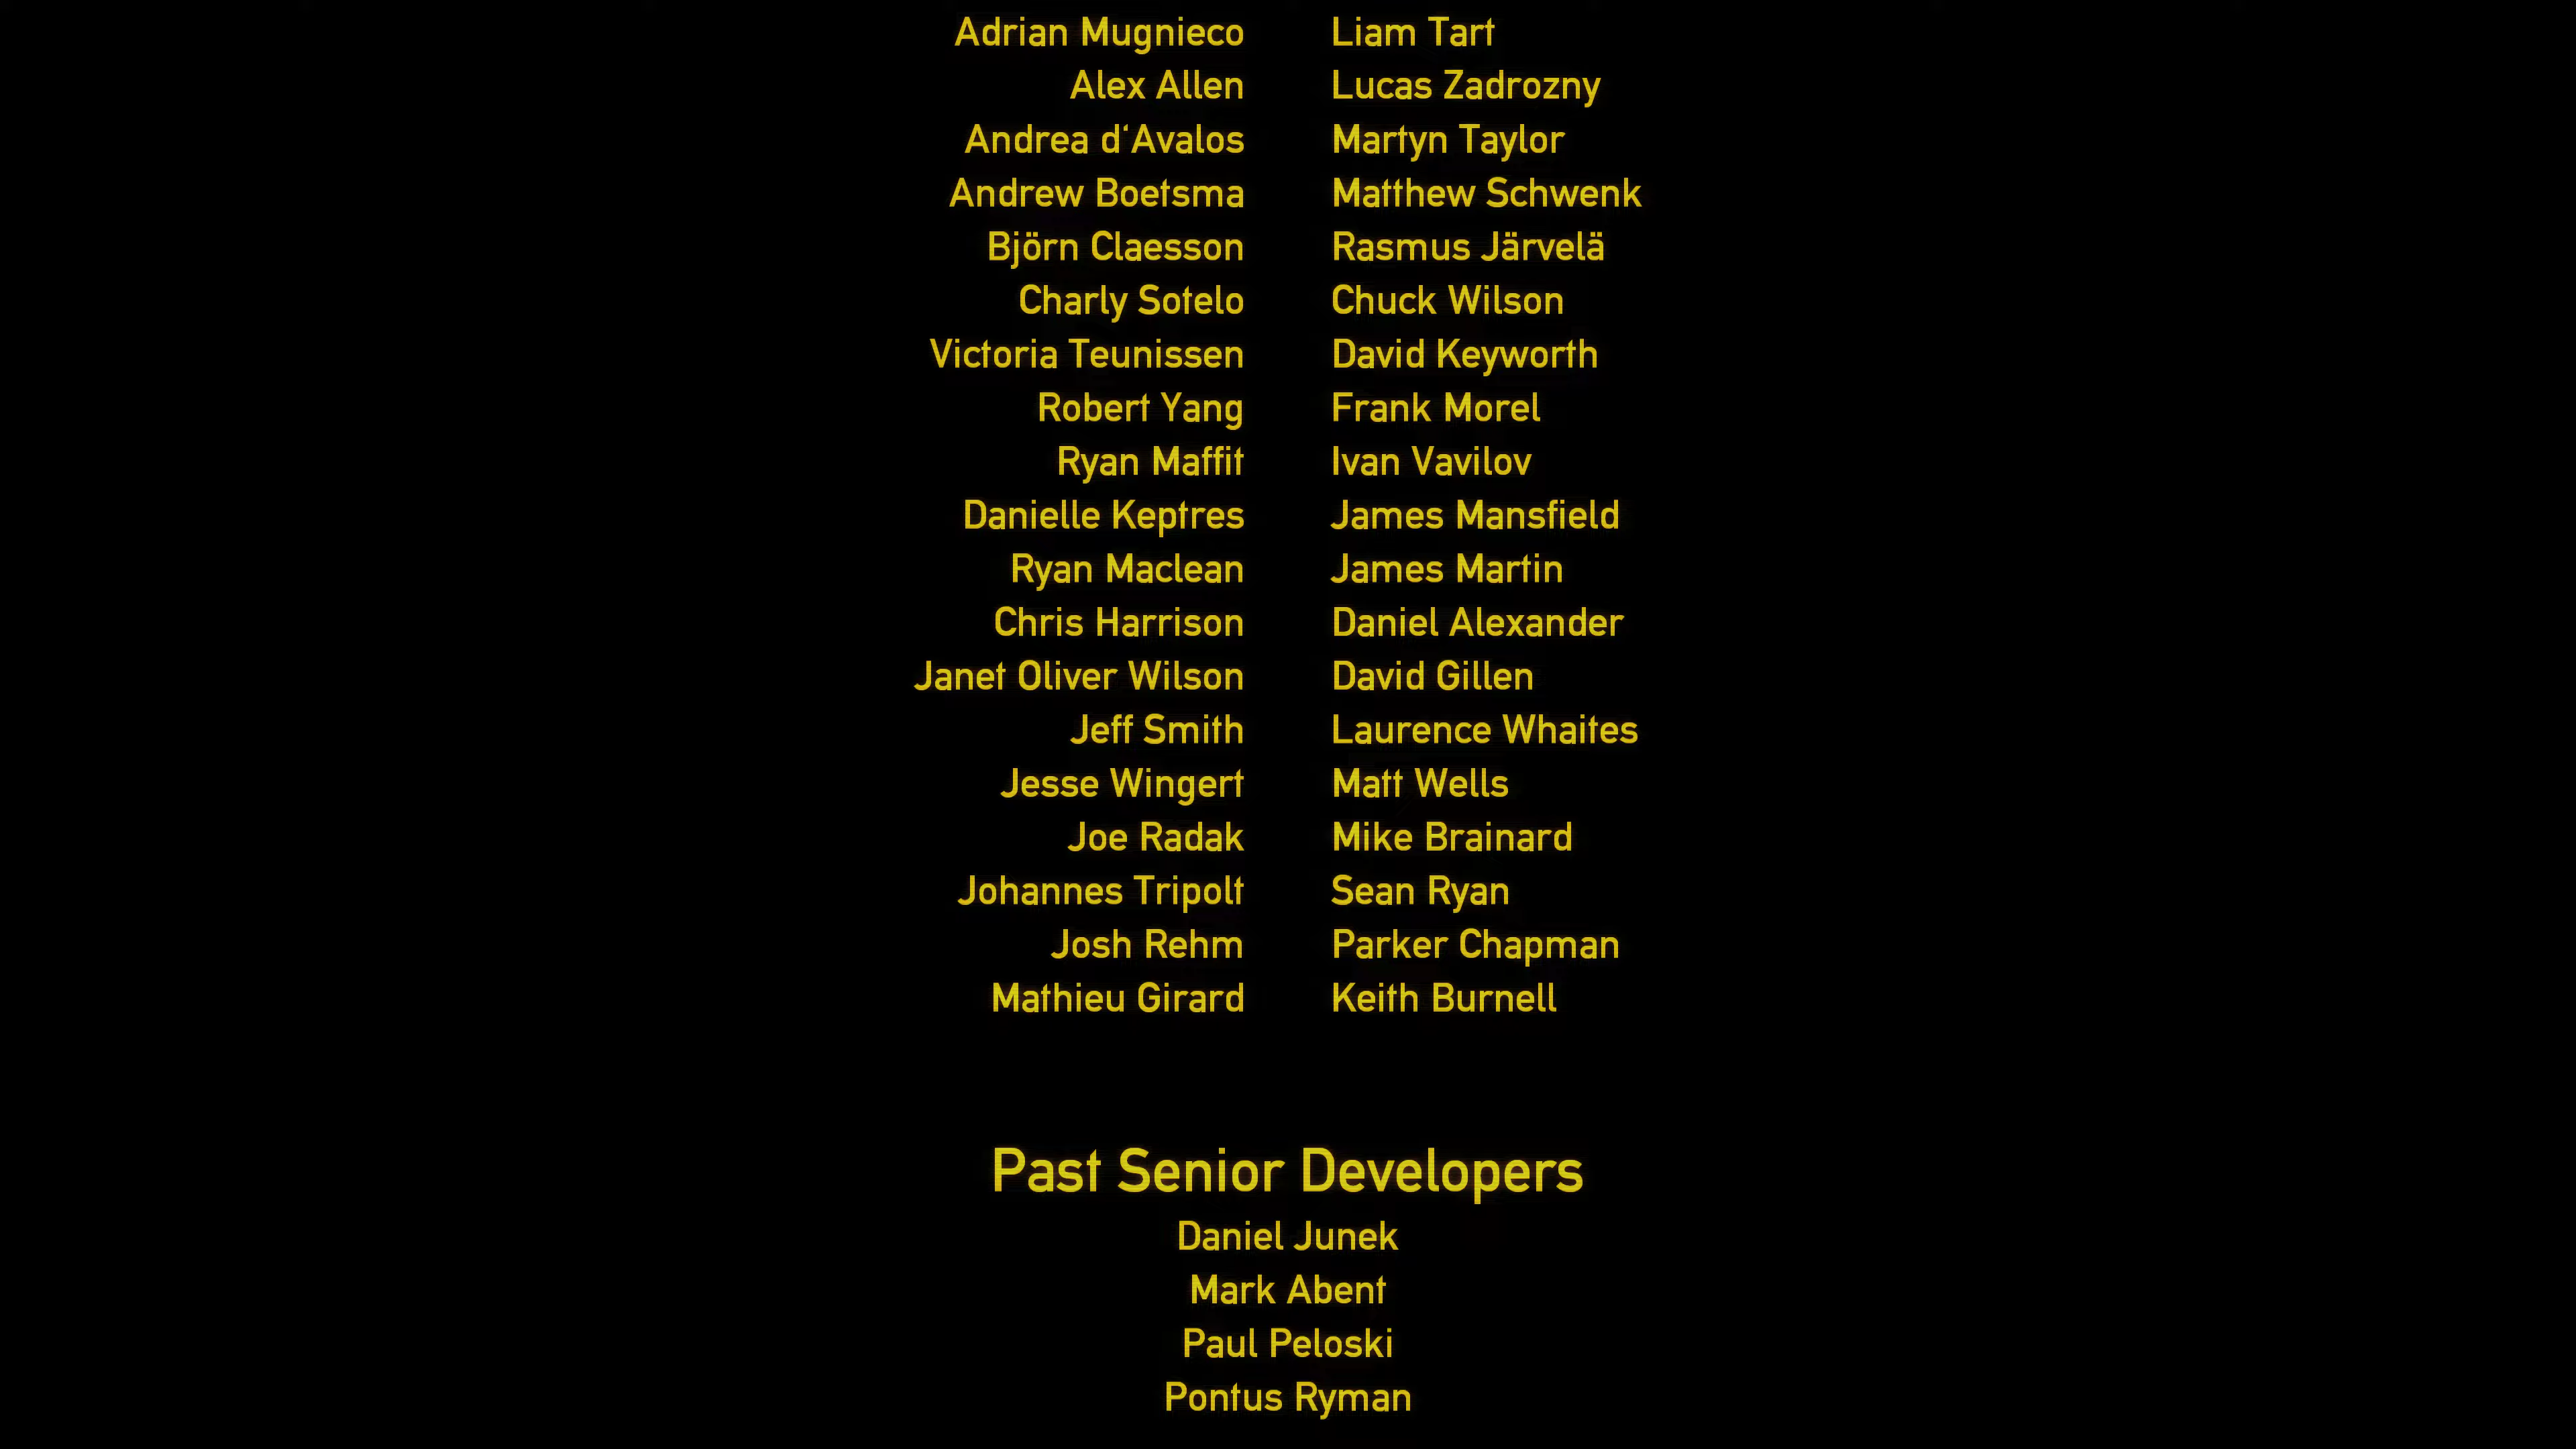 Adrian Mugnieco Liam Tart
Alex Allen Lucas Zadrozny
Andrea d‘Avalos Martyn Taylor
Andrew Boetsma Matthew Schwenk
Björn Claesson Rasmus Järvelä
Charly Sotelo Chuck Wilson
Victoria Teunissen David Keyworth
Robert Yang Frank Morel
Ryan Maffit Ivan Vavilov
Danielle Keptres James Mansfield
Ryan Maclean James Martin
Chris Harrison Daniel Alexander
Janet Oliver Wilson David Gillen
Jeff Smith Laurence Whaites
Jesse Wingert Matt Wells
Joe Radak Mike Brainard
Johannes Tripolt Sean Ryan
Josh Rehm Parker Chapman
Mathieu Girard Keith Burnell
Past Senior Developers
Daniel Junek
Mark Abent
Paul Peloski
Pontus Ryman